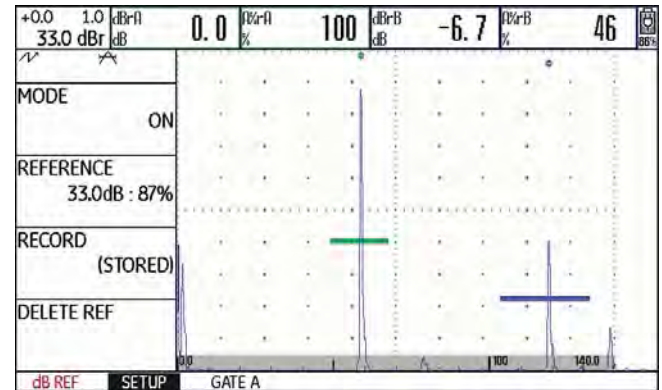 +0.0 1.0 dBrA A%rA dBrB A%rB
33.0 dBr dB 0.0 % 100 dB -6.7 % 46 86%
MODE
ON
REFERENCE
33.0dB : 87%
RECORD
(STORED)
DELETE REF
0.0 100 140.0
dB REF SETUP GATE A